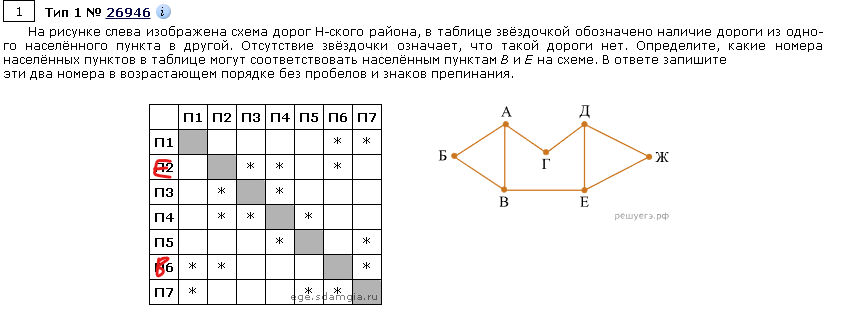 1 Тип 1 № 26946 i
На рисунке слева изображена схема дорог Н-ского района, в таблице звёздочкой обозначено наличие дороги из одно-
го населённого пункта в другой. Отсутствие звёздочки означает, что такой дороги нет. Определите, какие номера
населённых пунктов в таблице могут соответствовать населённым пунктам В и Е на схеме. В ответе запишите
эти два номера в возрастающем порядке без пробелов и знаков препинания.
П1 П2 П3 П4 П5 П6 П7
П1 * *
Е П2 * * *
П3 * *
П4 * * *
П5 * *
В П6 * * *
П7 * * *
ege.sdamgia.ru
А Д
Б Г Ж
В Е
решуегэ.рф